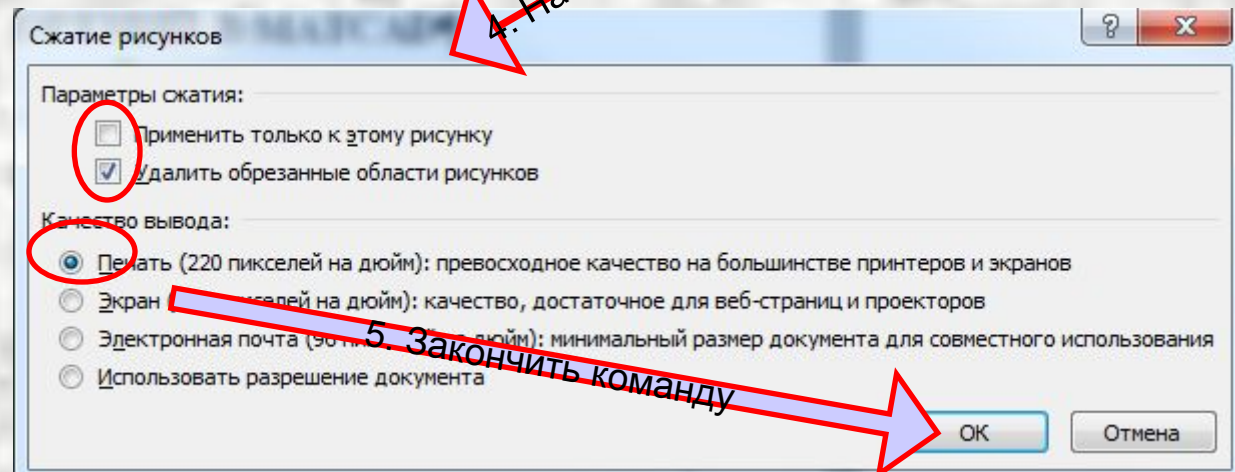 4. На
Сжатие рисунков
Параметры сжатия:
Применить только к этому рисунку
Удалить обрезанные области рисунков
Качество вывода:
Печать (220 пикселей на дюйм): превосходное качество на большинстве принтеров и экранов
Экран ( пикселей на дюйм): качество, достаточное для веб-страниц и проекторов
Электронная почта (96 дюйм): минимальный размер документа для совместного использования
5. Закончить команду
Использовать разрешение документа
ОК
Отмена